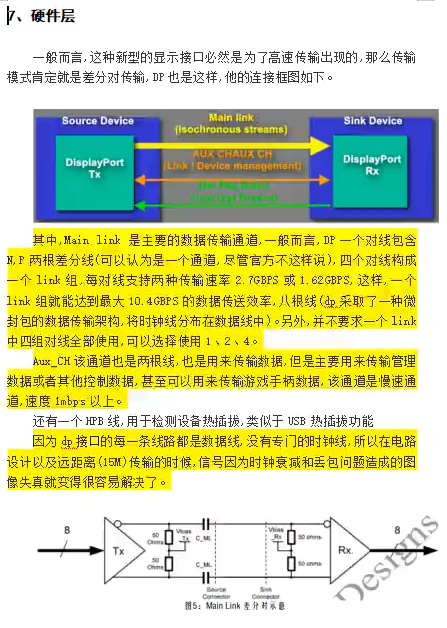 7、硬件层
一般而言,这种新型的显示接口必然是为了高速传输出现的,那么传输
模式肯定就是差分对传输,DP也是这样,他的连接框图如下。
Source Device
Main link
(Isochronous streams)
Sink Device
DisplayPort
Tx
AUX CHAUX CH
(Link / Device management)
DisplayPort
Rx
其中,Main link 是主要的数据传输通道,一般而言,DP 一个对线包含
N,P 两根差分线(可以认为是一个通道,尽管官方不这样说),四个对线构成
一个 link 组,每对线支持两种传输速率 2.7GBPS 或 1.62GBPS,这样,一个
link 组就能达到最大 10.4GBPS 的数据传送效率,八根线(dp 采取了一种微
封包的数据传输架构,将时钟线分布在数据线中)。另外,并不要求一个 link
中四组对线全部使用,可以选择使用 1、2、4。
Aux_CH 该通道也是两根线,也是用来传输数据,但是主要用来传输管理
数据或者其他控制数据,甚至可以用来传输游戏手柄数据,该通道是慢速通
道,速度 1mbps 以上。
还有一个 HPB 线,用于检测设备热插拔,类似于 USB 热插拔功能
因为 dp 接口的每一条线路都是数据线,没有专门的时钟线,所以在电路
设计以及远距离(15M)传输的时候,信号因为时钟衰减和丢包问题造成的图
像失真就变得很容易解决了。
8
Tx
50
Ohms
50
Ohms
Vbias
Tx
C_ML
C_ML
Source
Connector
Sink
Connector
Vbias
Rx
50 ohms
50 ohms
Rx.
8
Designs
图5：Main Link 差分对示意